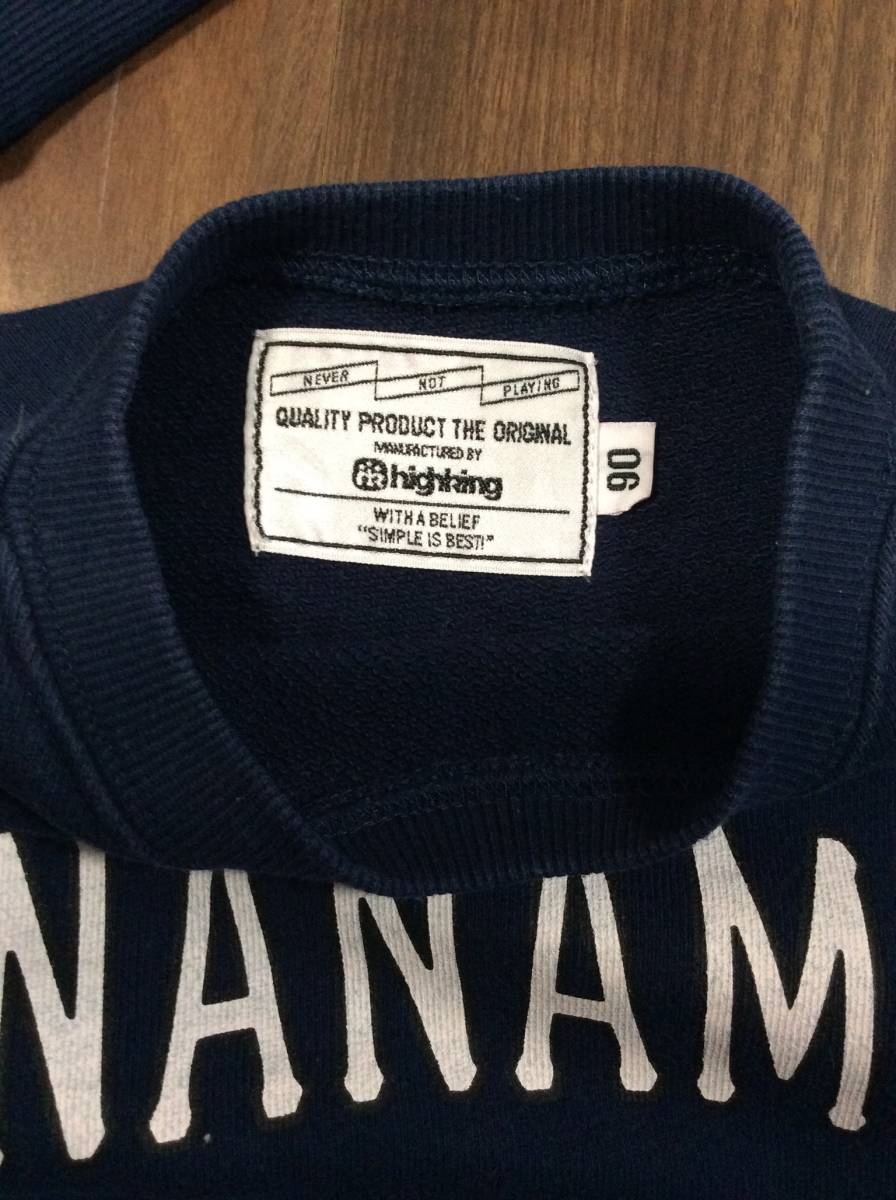 NEVER NOT PLAYING
QUALITY PRODUCT THE ORIGINAL
MANUFACTURED BY
highking
WITH A BELIEF
"SIMPLE IS BEST!"
90
NANAM